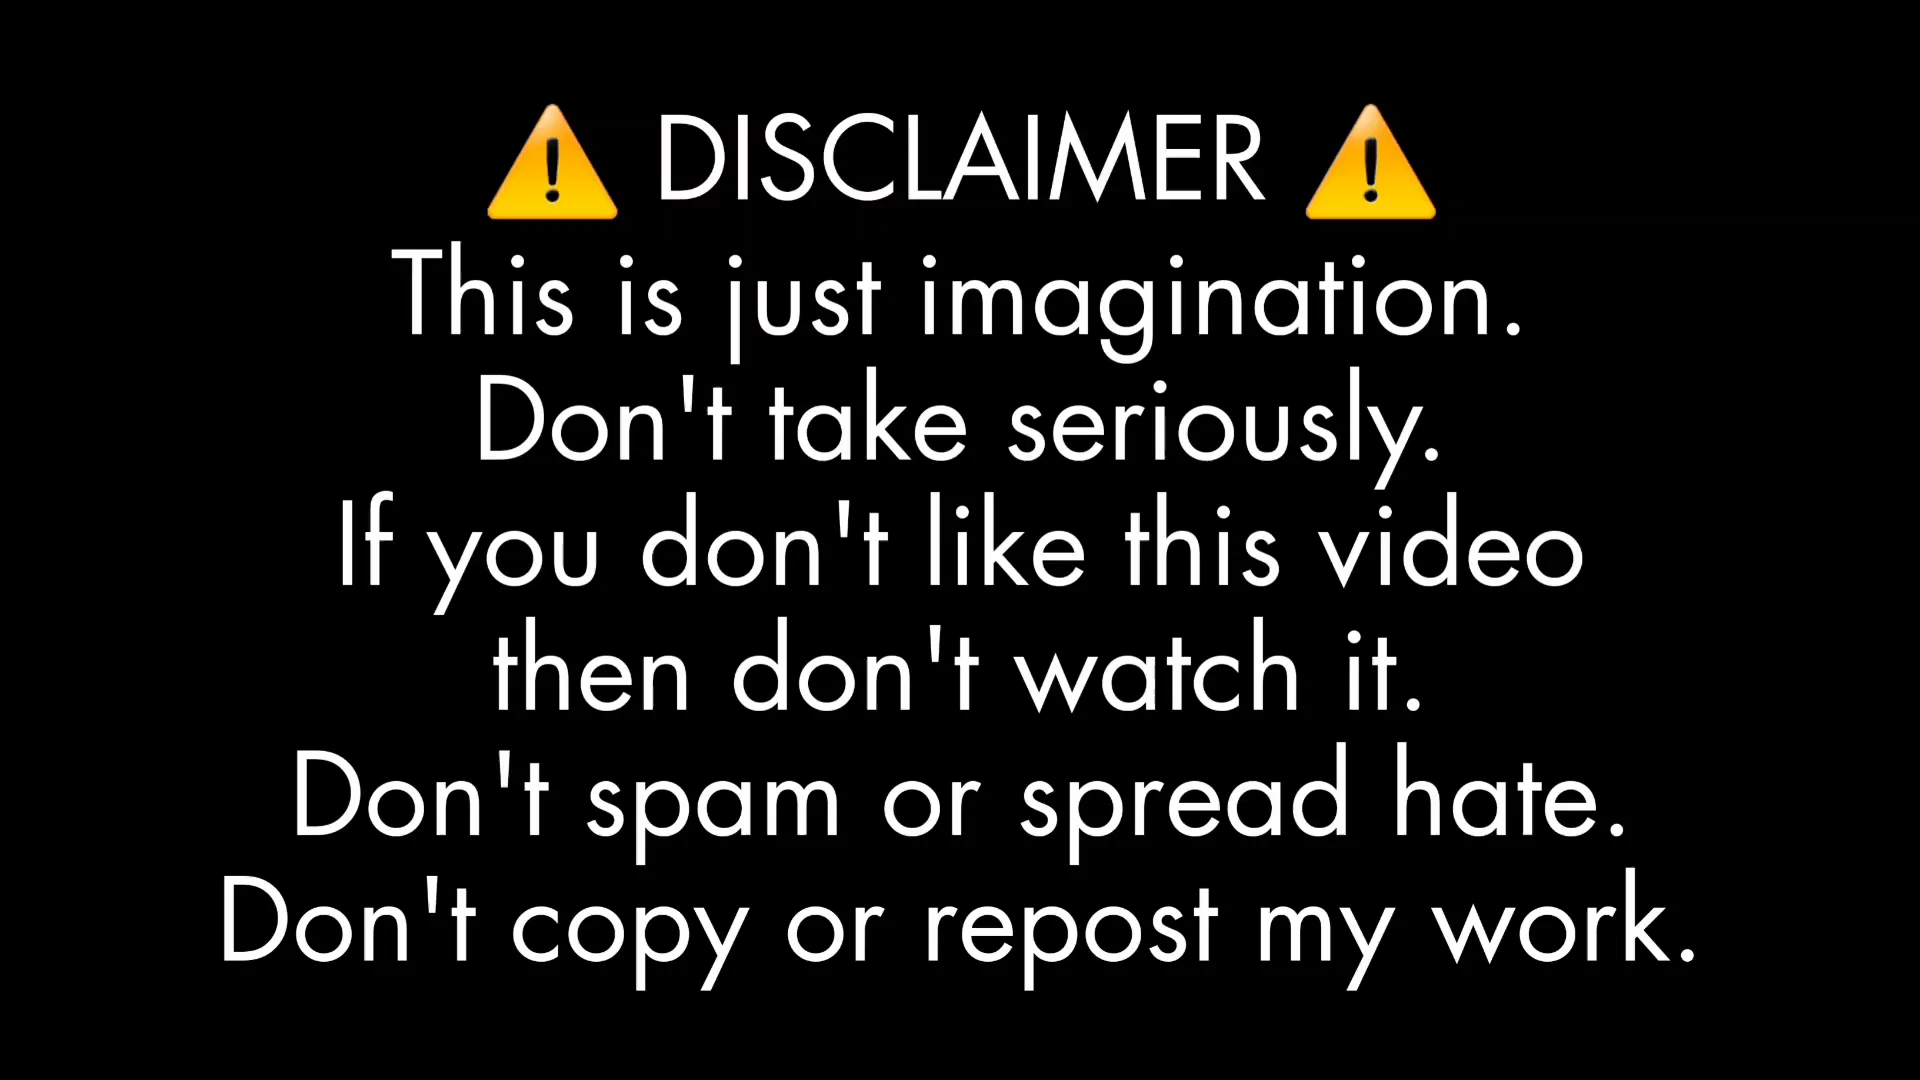 ⚠️ DISCLAIMER ⚠️
This is just imagination.
Don't take seriously.
If you don't like this video
then don't watch it.
Don't spam or spread hate.
Don't copy or repost my work.